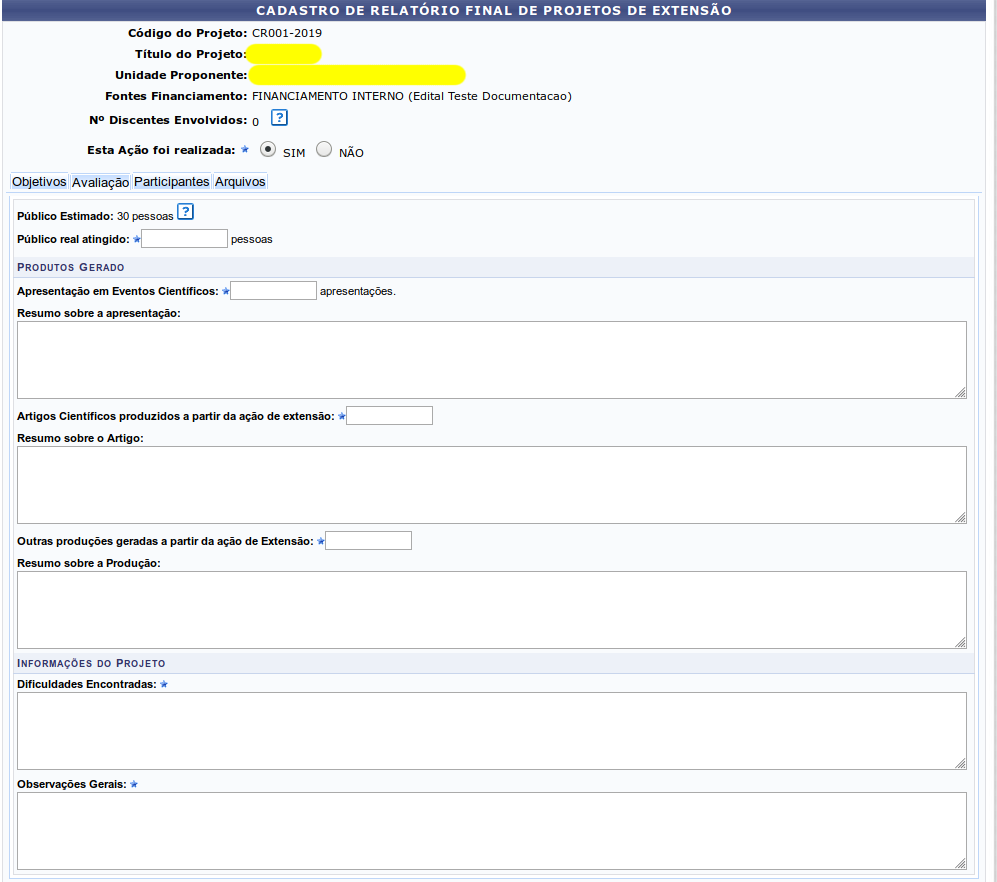 CADASTRO DE RELATÓRIO FINAL DE PROJETOS DE EXTENSÃO
Código do Projeto: CR001-2019
Título do Projeto:
Unidade Proponente:
Fontes Financiamento: FINANCIAMENTO INTERNO (Edital Teste Documentacao)
Nº Discentes Envolvidos: 0 ?
Esta Ação foi realizada: SIM NÃO
Objetivos Avaliação Participantes Arquivos
Público Estimado: 30 pessoas ?
Público real atingido: pessoas
PRODUTOS GERADO
Apresentação em Eventos Científicos: apresentações.
Resumo sobre a apresentação:
Artigos Científicos produzidos a partir da ação de extensão:
Resumo sobre o Artigo:
Outras produções geradas a partir da ação de Extensão:
Resumo sobre a Produção:
INFORMAÇÕES DO PROJETO
Dificuldades Encontradas:
Observações Gerais: